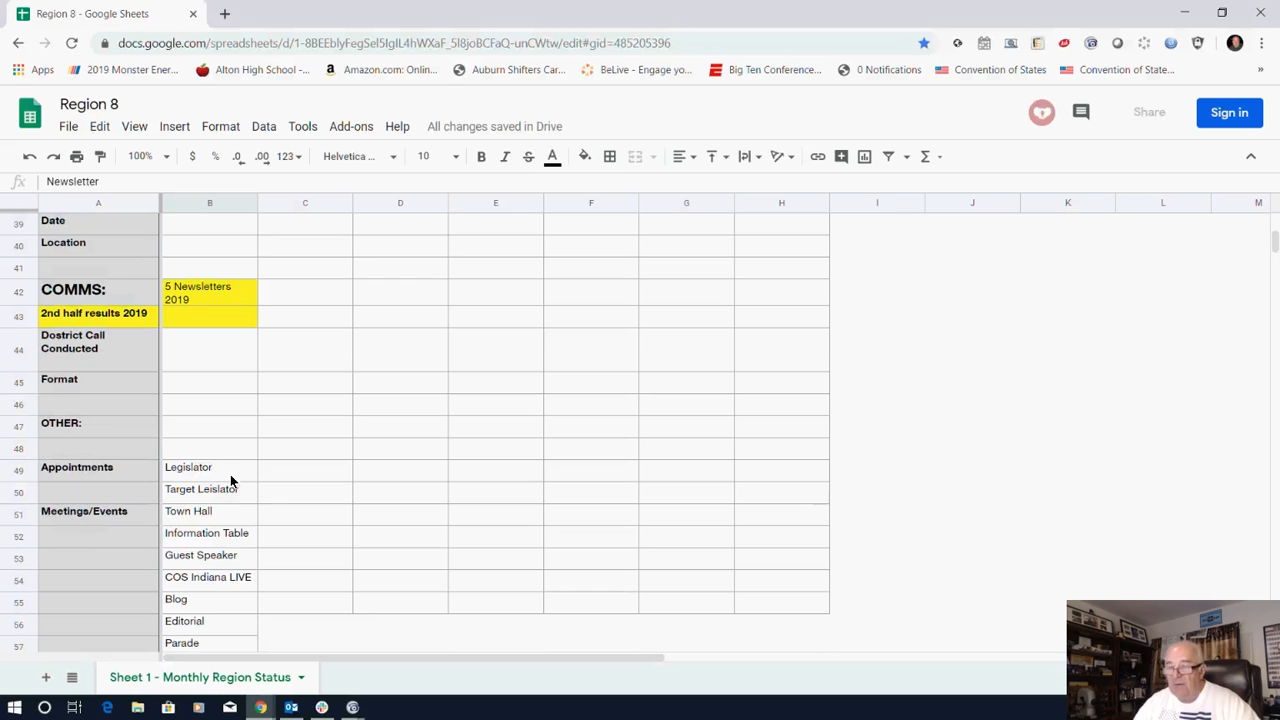 Region 8 - Google Sheets
docs.google.com/spreadsheets/d/1-8BEEblyFegSel5IgIL4hWXaF_5I8joBCFaQ-unCWtw/edit#gid=485205396
Apps
2019 Monster Ener...
Alton High School -...
Amazon.com: Onlin...
Auburn Shifters Car...
BeLive - Engage yo...
Big Ten Conference...
0 Notifications
Convention of States
Convention of State...
»
Region 8
Share
Sign in
File Edit View Insert Format Data Tools Add-ons Help All changes saved in Drive
100% $ % .0 .00 123 Helvetica ... 10 B I S A Σ
fx Newsletter
A B C D E F G H I J K L M
39 Date
40 Location
41
42 COMMS: 5 Newsletters
2019
43 2nd half results 2019
44 Dostrict Call
Conducted
45 Format
46
47 OTHER:
48
49 Appointments Legislator
50 Target Leislator
51 Meetings/Events Town Hall
52 Information Table
53 Guest Speaker
54 COS Indiana LIVE
55 Blog
56 Editorial
57 Parade
Sheet 1 - Monthly Region Status